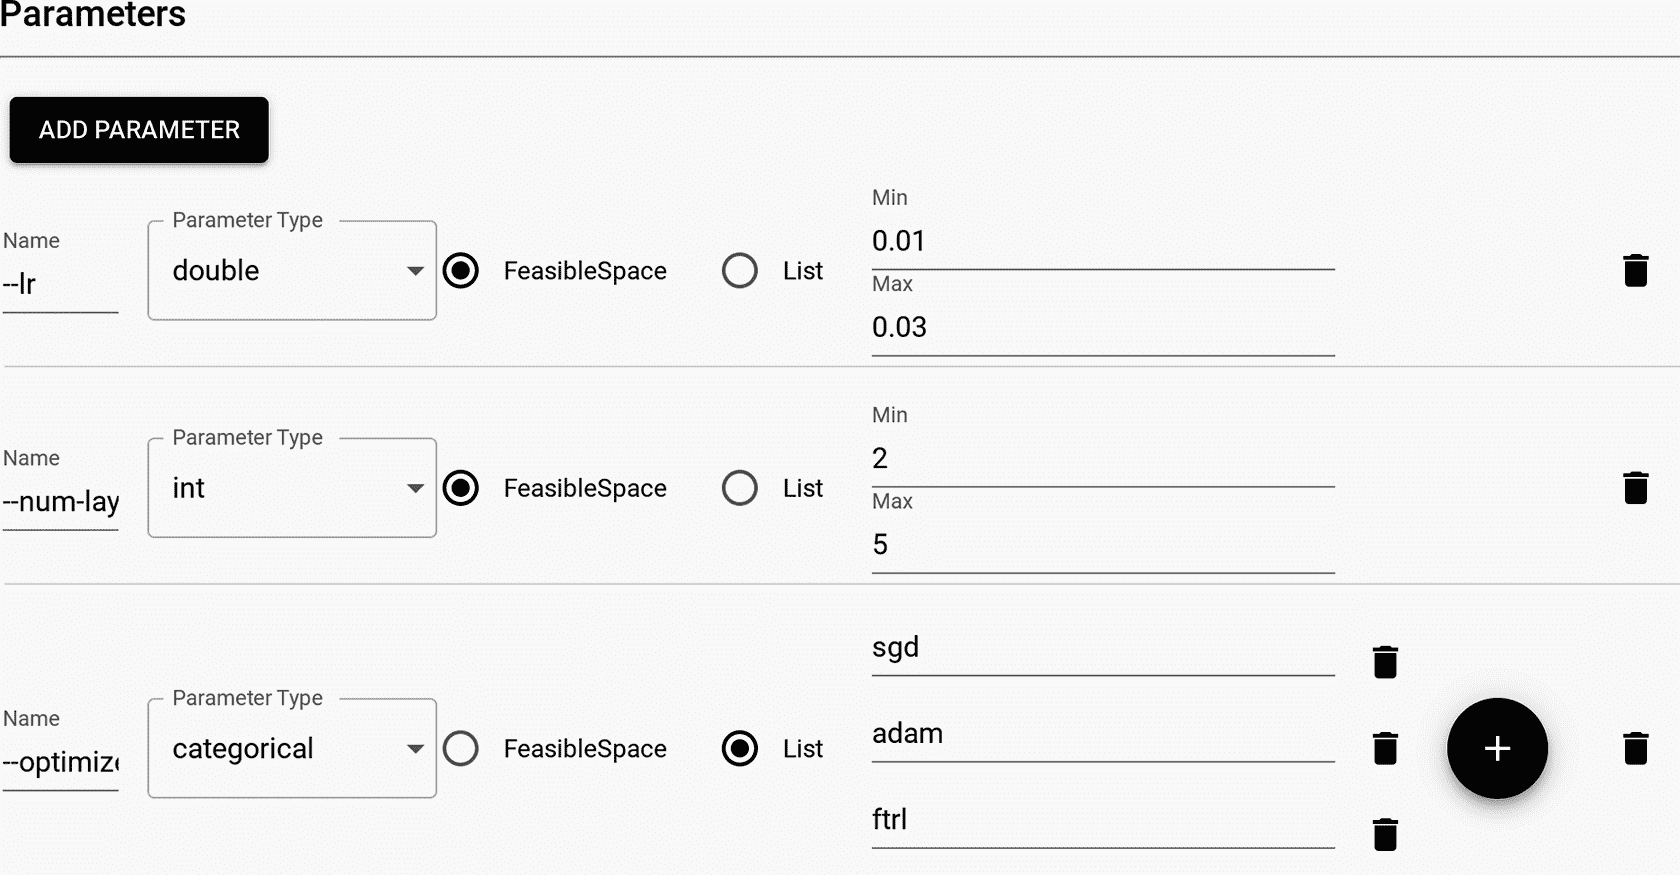 Parameters
ADD PARAMETER
Name
--lr
Parameter Type
double
FeasibleSpace
List
Min
0.01
Max
0.03
Name
--num-lay
Parameter Type
int
FeasibleSpace
List
Min
2
Max
5
Name
--optimize
Parameter Type
categorical
FeasibleSpace
List
sgd
adam
ftrl
+